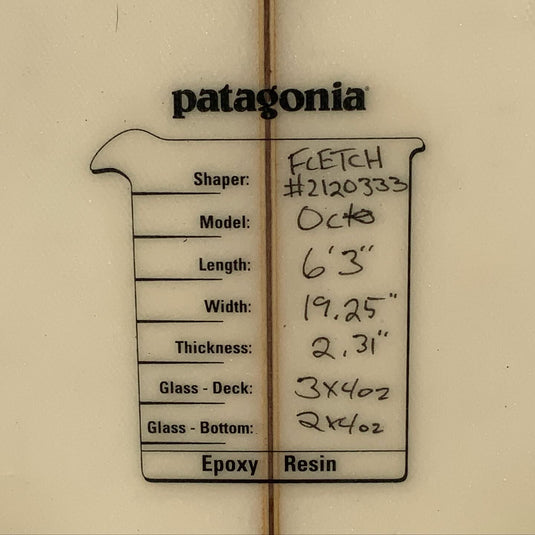 patagonia
Shaper: FLETCH
#2120333
Model: Octo
Length: 6'3"
Width: 19.25"
Thickness: 2.31"
Glass - Deck: 3x4oz
Glass - Bottom: 2x4oz
Epoxy Resin